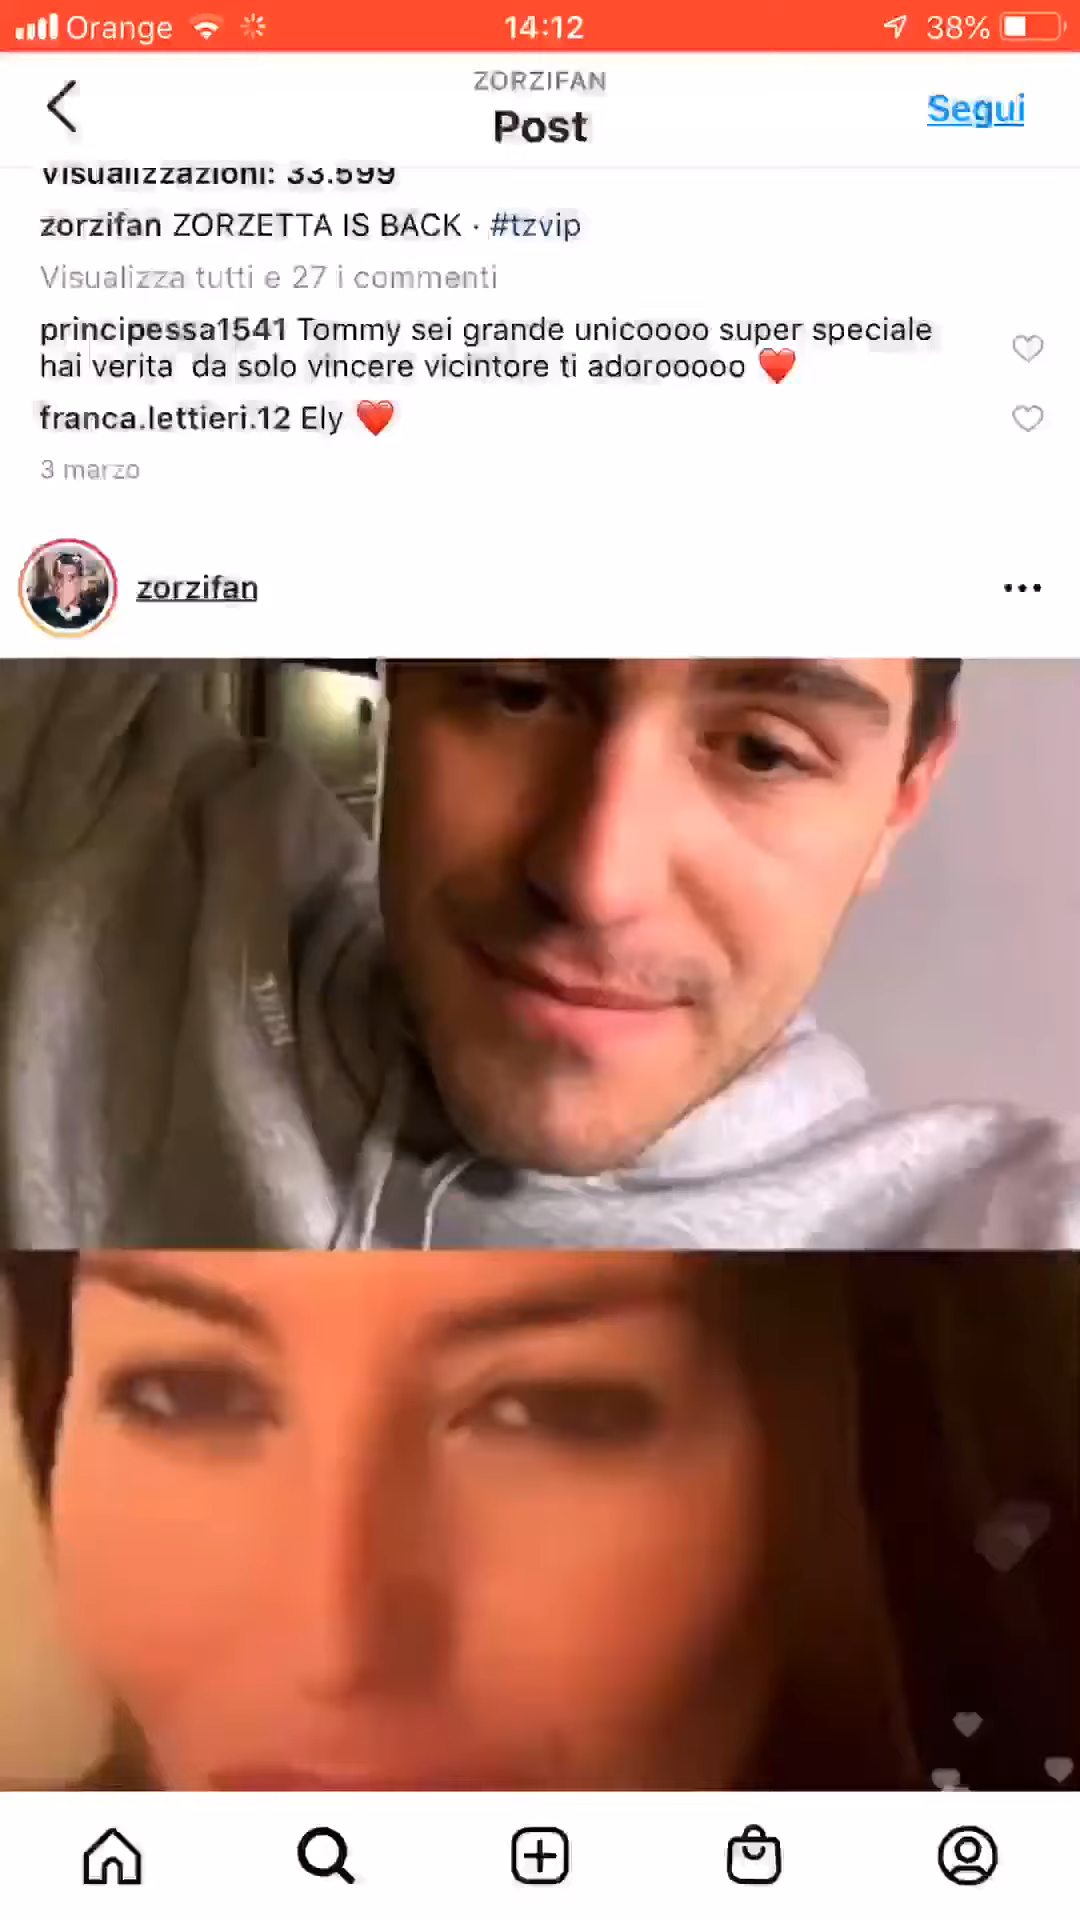 Orange
14:12
38%
ZORZIFAN
Post
Segui
Visualizzazioni: 33.599
zorzifan ZORZETTA IS BACK · #tzvip
Visualizza tutti e 27 i commenti
principessa1541 Tommy sei grande unicoooo super speciale
hai verita da solo vincere vicintore ti adorooooo ❤️
franca.lettieri.12 Ely ❤️
3 marzo
zorzifan